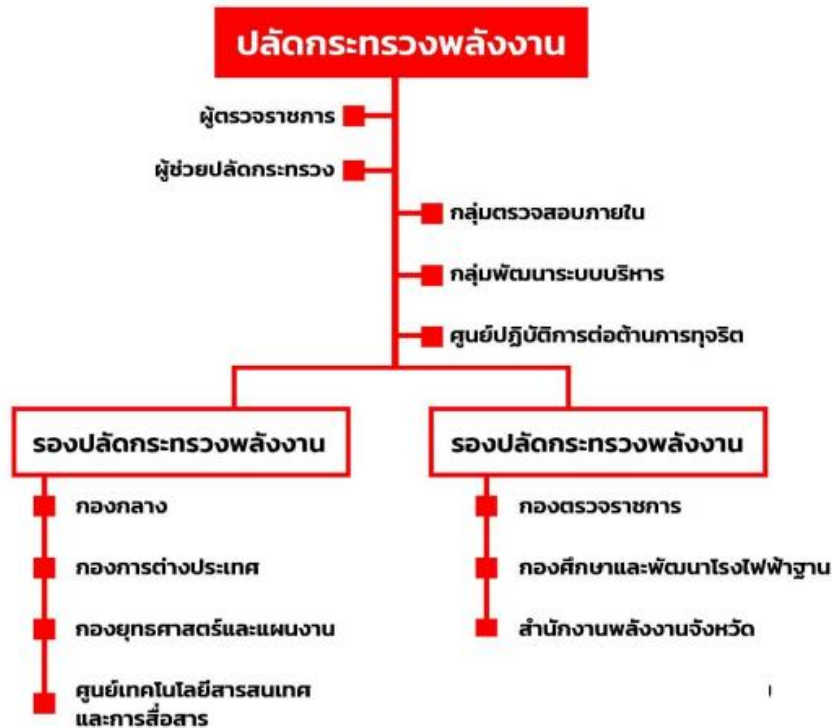 ปลัดกระทรวงพลังงาน
ผู้ตรวจราชการ
ผู้ช่วยปลัดกระทรวง
กลุ่มตรวจสอบภายใน
กลุ่มพัฒนาระบบบริหาร
ศูนย์ปฏิบัติการต่อต้านการทุจริต
รองปลัดกระทรวงพลังงาน
กองกลาง
กองการต่างประเทศ
กองยุทธศาสตร์และแผนงาน
ศูนย์เทคโนโลยีสารสนเทศ
และการสื่อสาร
รองปลัดกระทรวงพลังงาน
กองตรวจราชการ
กองศึกษาและพัฒนาโรงไฟฟ้าฐาน
สำนักงานพลังงานจังหวัด